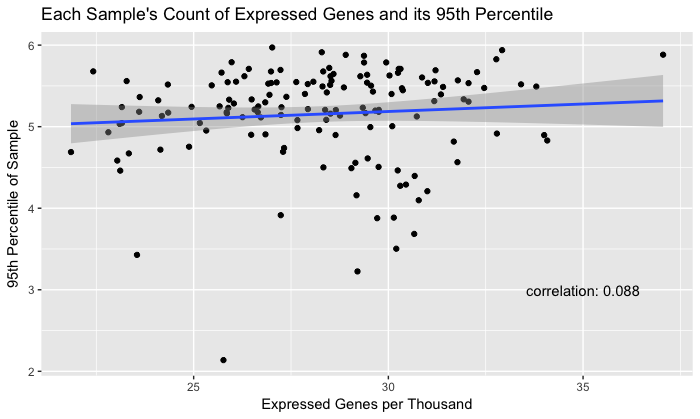 Each Sample's Count of Expressed Genes and its 95th Percentile
6
5
4
3
2
95th Percentile of Sample
correlation: 0.088
25
30
35
Expressed Genes per Thousand